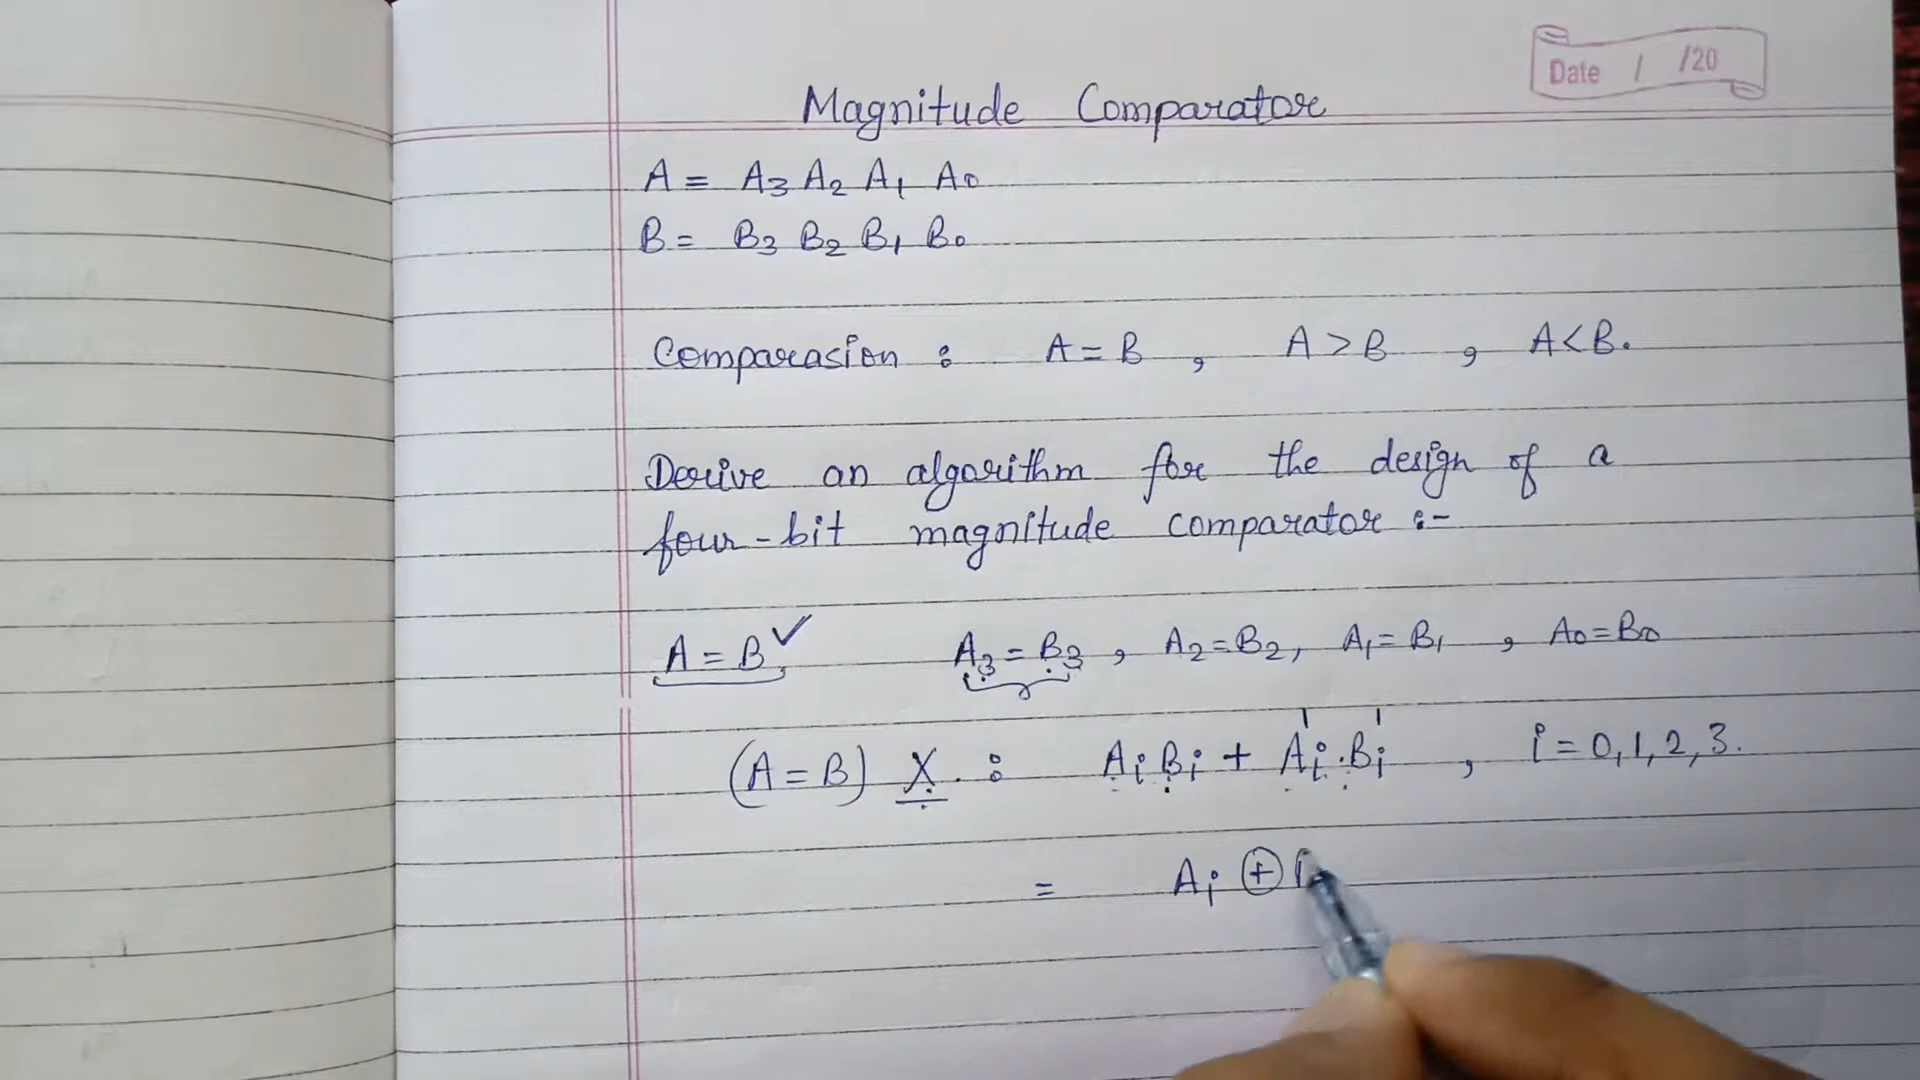 Date / /20
Magnitude Comparator
A = A3 A2 A1 A0
B = B3 B2 B1 B0
Comparasion : A = B , A > B , A < B.
Derive an algorithm for the design of a
four-bit magnitude comparator :-
A = B ✓ A3 = B3 , A2 = B2, A1 = B1 , A0 = B0
(A = B) X. : AiBi + Ai'.Bi' , i = 0, 1, 2, 3.
= Ai ⊕